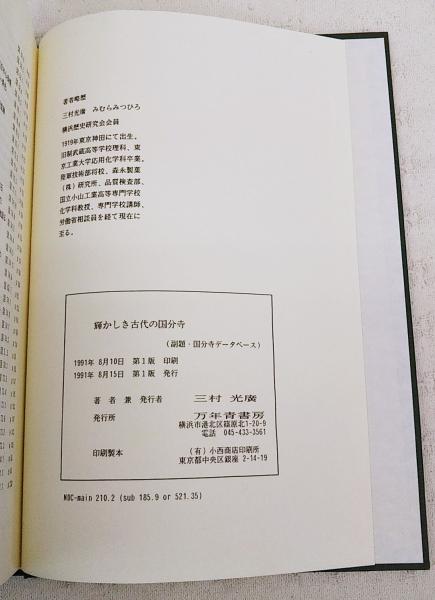 著者略歴
三村光廣　みむらみつひろ
横浜歴史研究会会員
1919年東京神田にて出生。
旧制武蔵高等学校理科、東
京工業大学応用化学科卒業。
陸軍技術部将校、森永製菓
(株)研究所、品質検査部、
国立小山工業高等専門学校
化学科教授、専門学校講師、
労働省相談員を経て現在に
至る。
輝かしき古代の国分寺
(副題・国分寺データベース)
1991年 8月10日　第1版　印刷
1991年 8月15日　第1版　発行
著者 兼 発行者　三村 光廣
発行所　万年青書房
横浜市港北区篠原北1-20-9
電話　045-433-3561
印刷製本　(有) 小西商店印刷所
東京都中央区銀座 2-14-19
NDC-main 210.2 (sub 185.9 or 521.35)